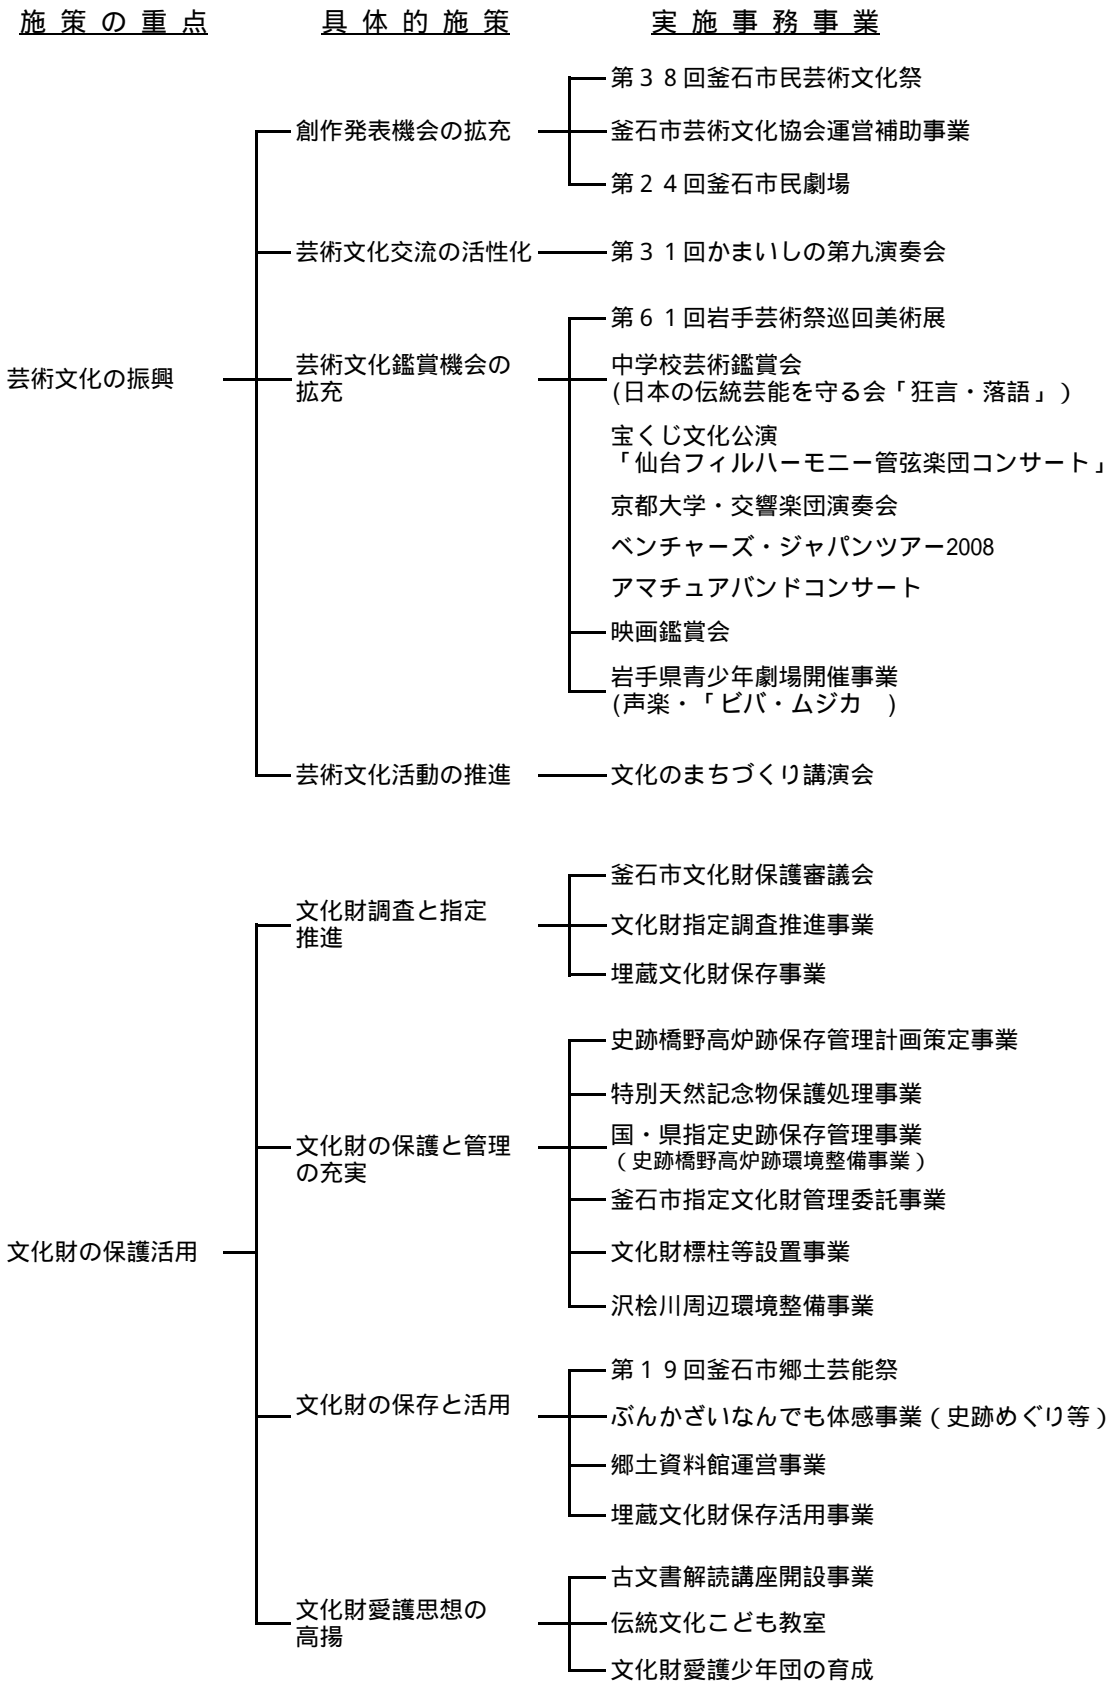 施策の重点 具体的施策 実施事務事業
第38回釜石市民芸術文化祭
創作発表機会の拡充
釜石市芸術文化協会運営補助事業
第24回釜石市民劇場
芸術文化交流の活性化
第31回かまいしの第九演奏会
芸術文化の振興
芸術文化鑑賞機会の
拡充
第61回岩手芸術祭巡回美術展
中学校芸術鑑賞会
(日本の伝統芸能を守る会「狂言・落語」)
宝くじ文化公演
「仙台フィルハーモニー管弦楽団コンサート」
京都大学・交響楽団演奏会
ベンチャーズ・ジャパンツアー2008
アマチュアバンドコンサート
映画鑑賞会
岩手県青少年劇場開催事業
(声楽・「ビバ・ムジカ )
芸術文化活動の推進
文化のまちづくり講演会
文化財の保護活用
文化財調査と指定
推進
釜石市文化財保護審議会
文化財指定調査推進事業
埋蔵文化財保存事業
文化財の保護と管理
の充実
史跡橋野高炉跡保存管理計画策定事業
特別天然記念物保護処理事業
国・県指定史跡保存管理事業
(史跡橋野高炉跡環境整備事業)
釜石市指定文化財管理委託事業
文化財標柱等設置事業
沢桧川周辺環境整備事業
文化財の保存と活用
第19回釜石市郷土芸能祭
ぶんかざいなんでも体感事業(史跡めぐり等)
郷土資料館運営事業
埋蔵文化財保存活用事業
文化財愛護思想の
高揚
古文書解読講座開設事業
伝統文化こども教室
文化財愛護少年団の育成